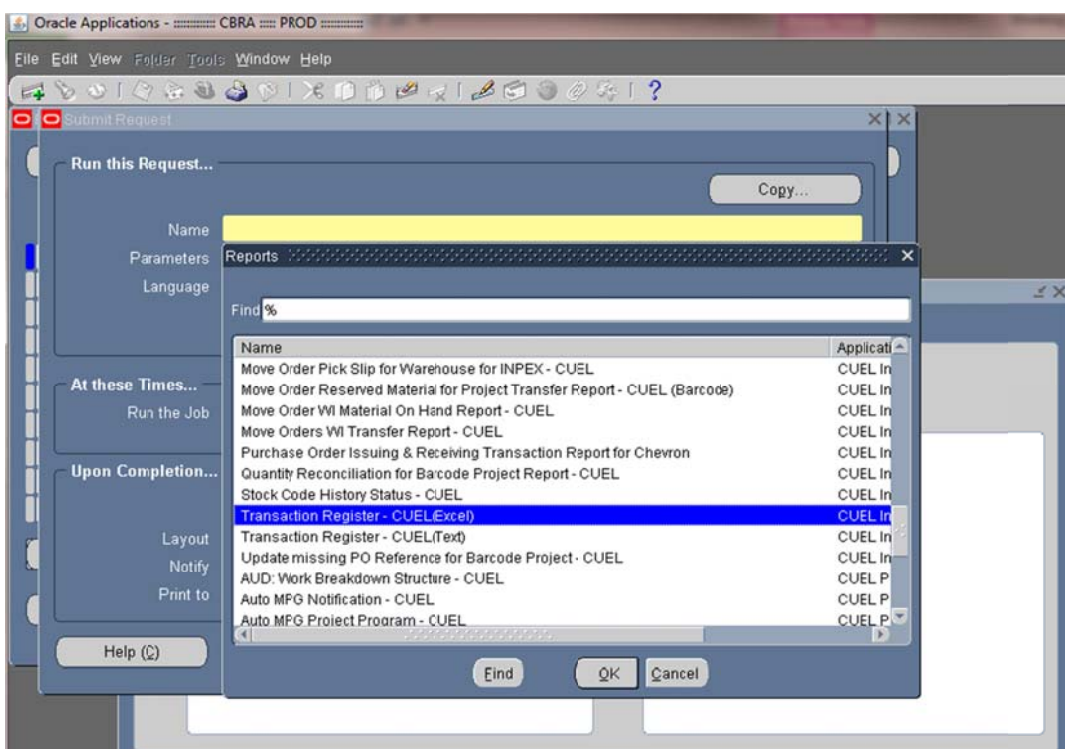 Oracle Applications - :::::::::::: CBRA ::::: PROD ::::::::::::
File Edit View Folder Tools Window Help
Submit Request
Run this Request...
Copy...
Name
Parameters
Language
Reports
Find %
Name Applicati
Move Order Pick Slip for Warehouse for INPEX - CUEL CUEL In
Move Order Reserved Material for Project Transfer Report - CUEL (Barcode) CUEL In
Move Order WI Material On Hand Report - CUEL CUEL In
Move Orders WI Transfer Report - CUEL CUEL In
Purchase Order Issuing & Receiving Transaction Report for Chevron CUEL In
Quantity Reconciliation for Barcode Project Report - CUEL CUEL In
Stock Code History Status - CUEL CUEL In
Transaction Register - CUEL(Excel) CUEL In
Transaction Register - CUEL(Text) CUEL In
Update missing PO Reference for Barcode Project - CUEL CUEL In
AUD: Work Breakdown Structure - CUEL CUEL P
Auto MPG Notification - CUEL CUEL P
Auto MPG Project Program - CUEL CUEL P
At these Times...
Run the Job
Upon Completion...
Layout
Notify
Print to
Help (C)
Find OK Cancel